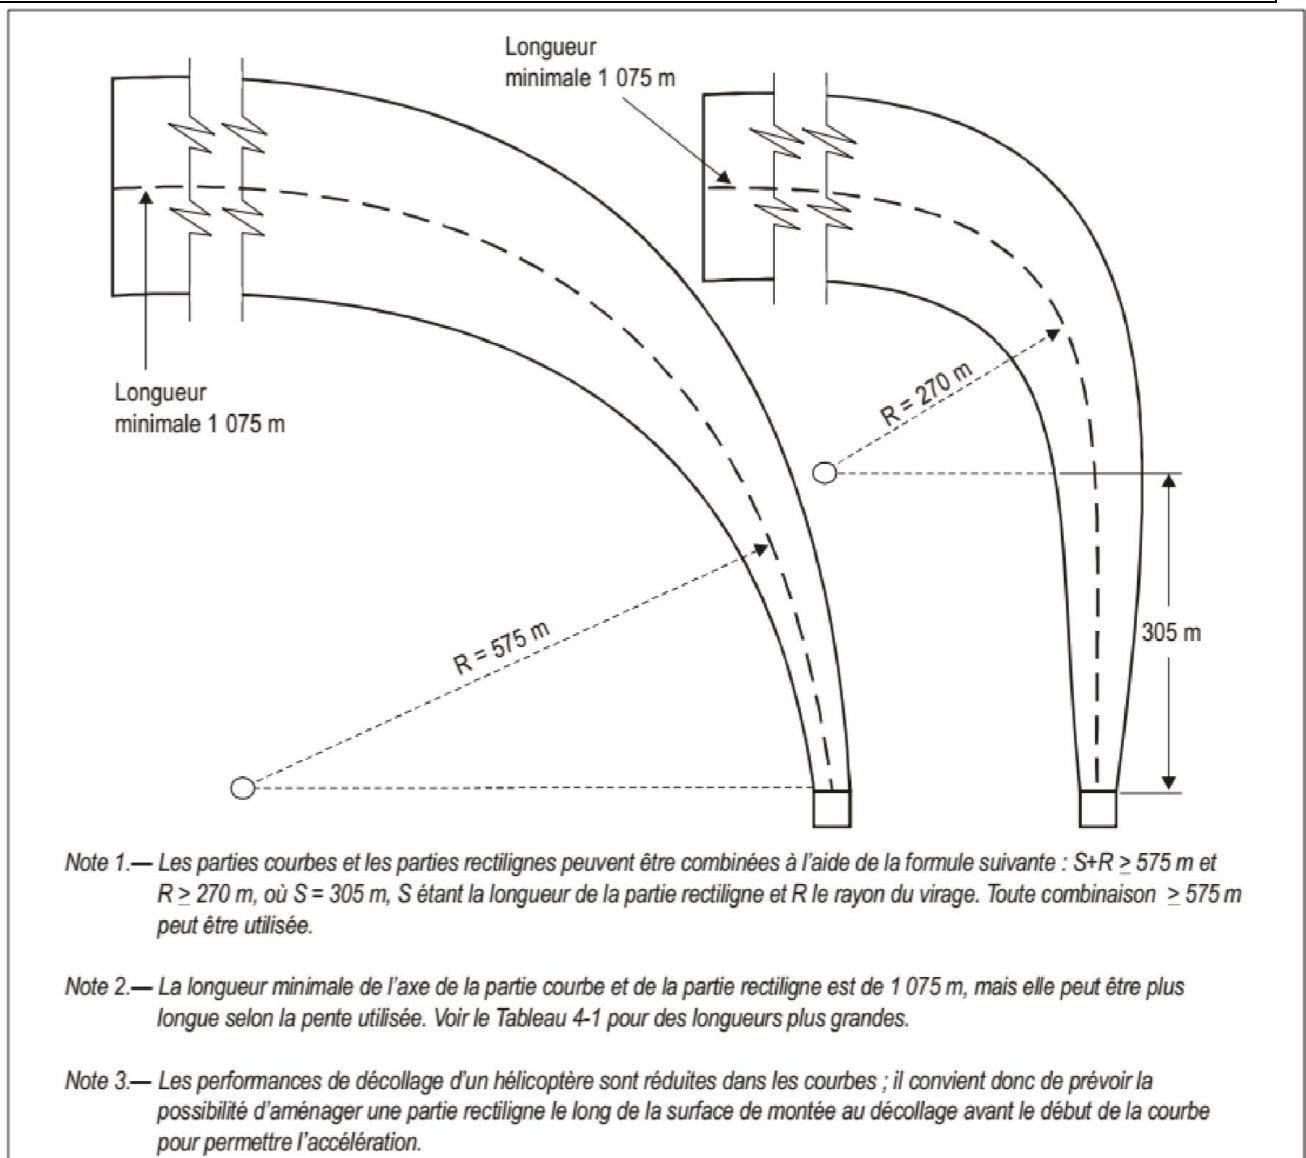 Longueur
minimale 1 075 m
Longueur
minimale 1 075 m
R = 270 m
305 m
R = 575 m
Note 1.— Les parties courbes et les parties rectilignes peuvent être combinées à l'aide de la formule suivante : S+R ≥ 575 m et
R ≥ 270 m, où S = 305 m, S étant la longueur de la partie rectiligne et R le rayon du virage. Toute combinaison ≥ 575 m
peut être utilisée.
Note 2.— La longueur minimale de l'axe de la partie courbe et de la partie rectiligne est de 1 075 m, mais elle peut être plus
longue selon la pente utilisée. Voir le Tableau 4-1 pour des longueurs plus grandes.
Note 3.— Les performances de décollage d'un hélicoptère sont réduites dans les courbes ; il convient donc de prévoir la
possibilité d'aménager une partie rectiligne le long de la surface de montée au décollage avant le début de la courbe
pour permettre l'accélération.